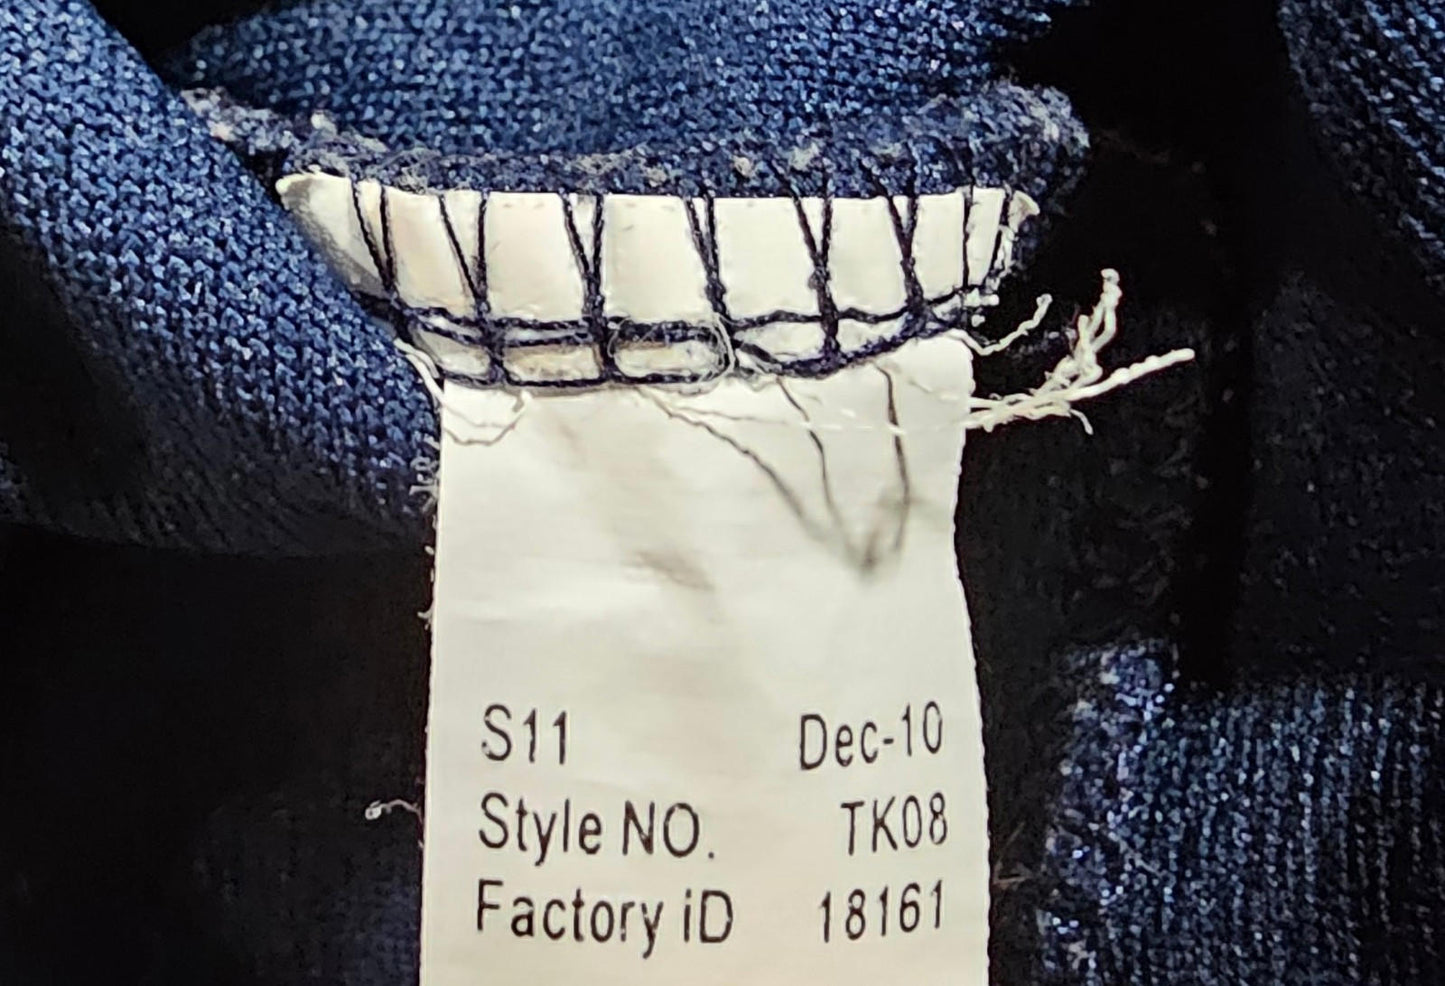 S11 Dec-10
Style NO. TK08
Factory iD 18161